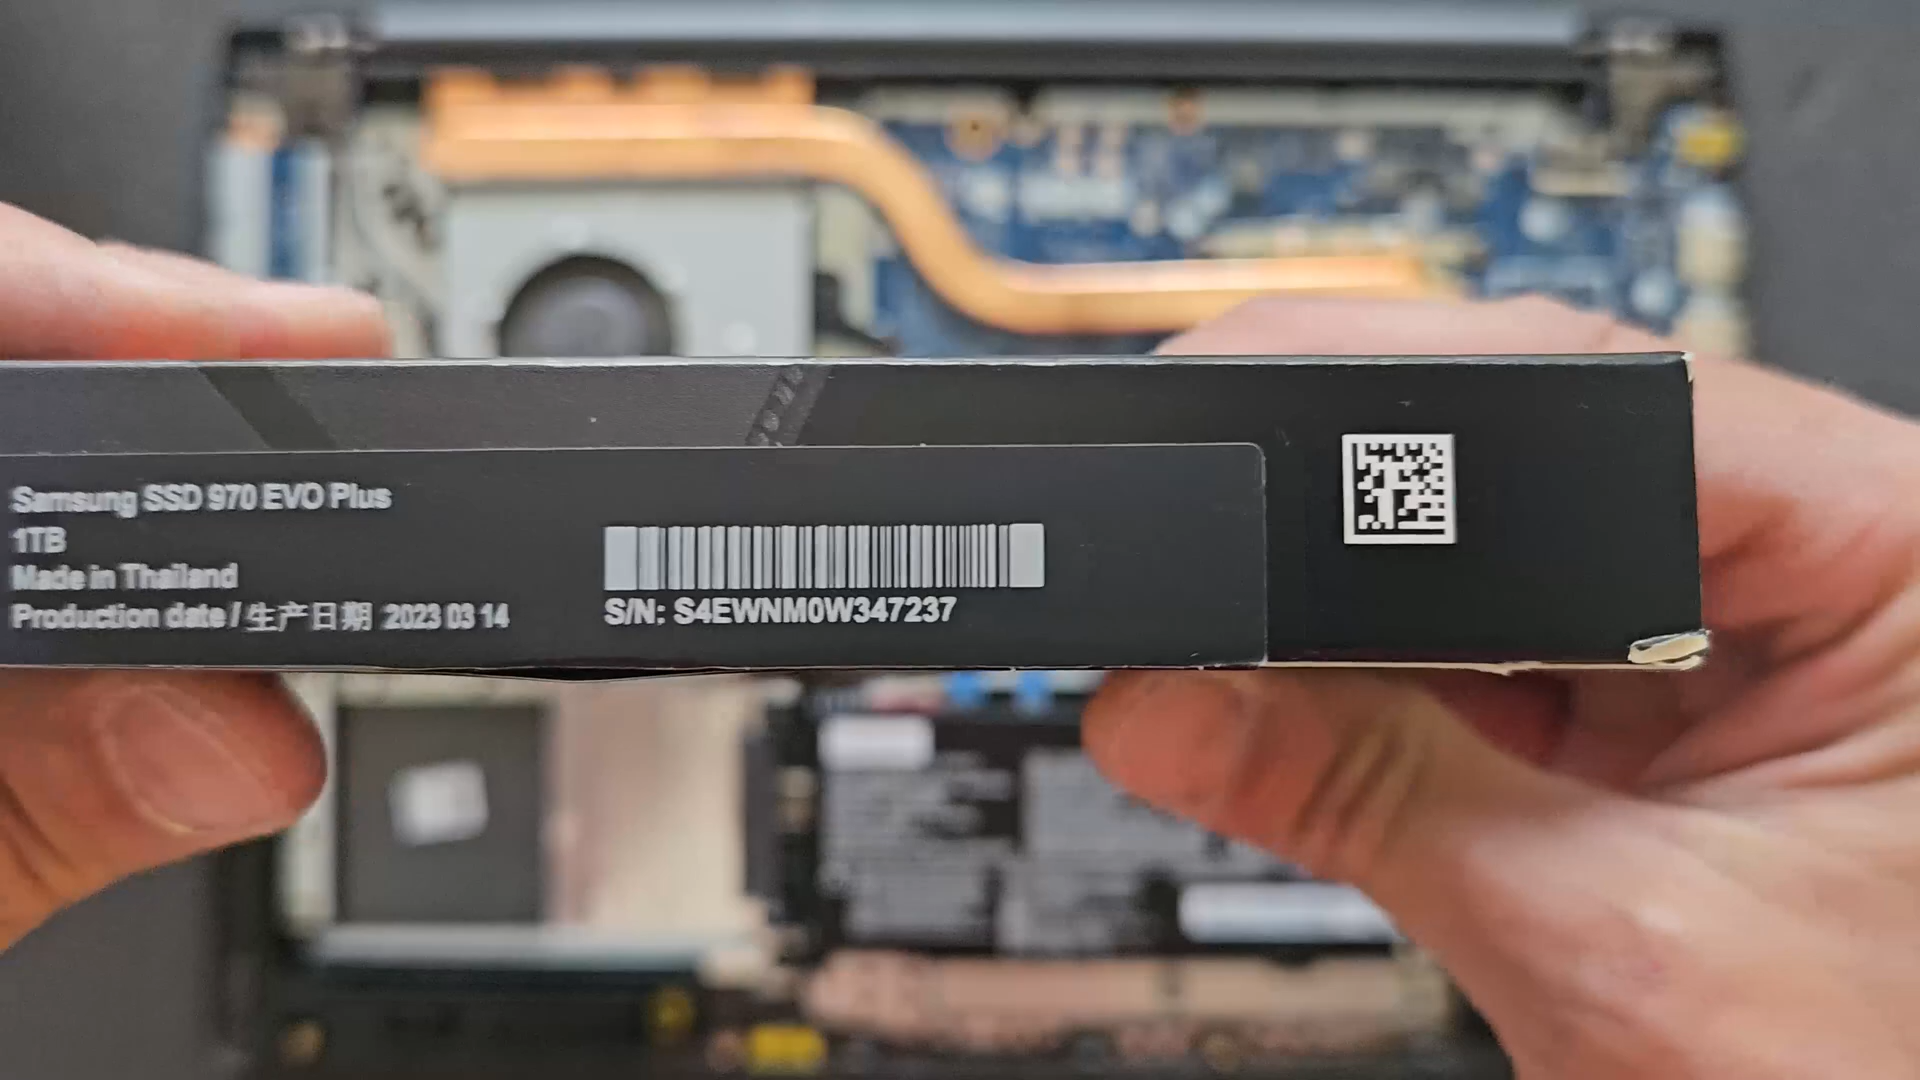 Samsung SSD 970 EVO Plus
1TB
Made in Thailand
Production date / 生产日期 2023 03 14
S/N: S4EWNM0W347237